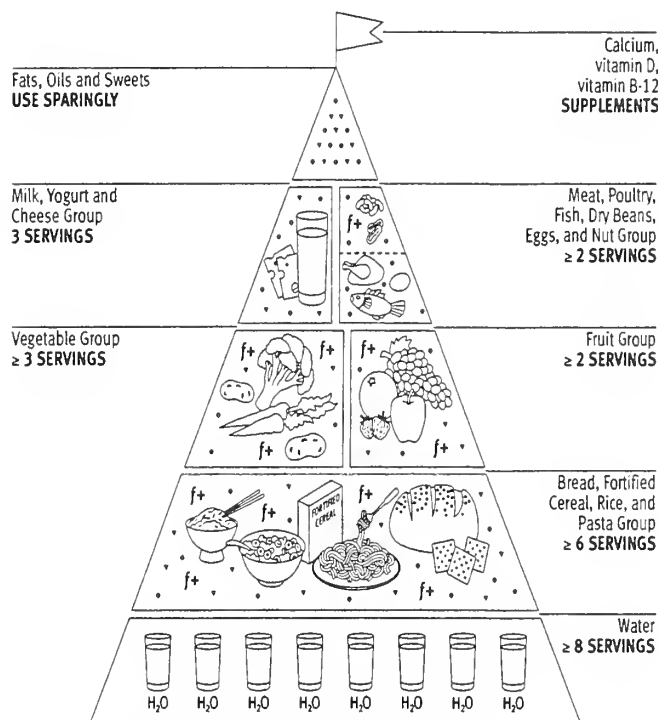 Calcium,
vitamin D,
vitamin B-12
SUPPLEMENTS
Fats, Oils and Sweets
USE SPARINGLY
Milk, Yogurt and
Cheese Group
3 SERVINGS
Meat, Poultry,
Fish, Dry Beans,
Eggs, and Nut Group
≥ 2 SERVINGS
f+
Vegetable Group
≥ 3 SERVINGS
Fruit Group
≥ 2 SERVINGS
f+ f+ f+
f+ f+
Bread, Fortified
Cereal, Rice, and
Pasta Group
≥ 6 SERVINGS
f+ f+
f+
FORTIFIED
CEREAL
f+ f+
Water
≥ 8 SERVINGS
H₂O H₂O H₂O H₂O H₂O H₂O H₂O H₂O